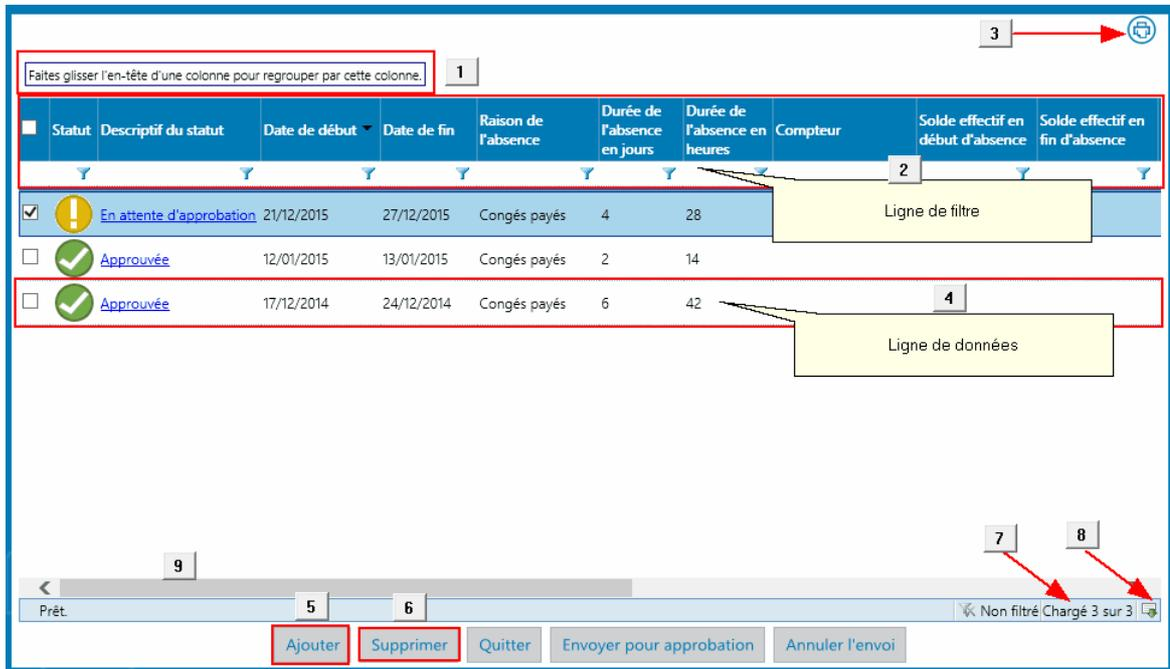 3
Faites glisser l'en-tête d'une colonne pour regrouper par cette colonne.
1
Statut Descriptif du statut Date de début Date de fin Raison de l'absence Durée de l'absence en jours Durée de l'absence en heures Compteur Solde effectif en début d'absence Solde effectif en fin d'absence
2
Ligne de filtre
En attente d'approbation 21/12/2015 27/12/2015 Congés payés 4 28
Approuvée 12/01/2015 13/01/2015 Congés payés 2 14
Approuvée 17/12/2014 24/12/2014 Congés payés 6 42
4
Ligne de données
7
8
9
Prêt.
5
6
Non filtré Chargé 3 sur 3
Ajouter Supprimer Quitter Envoyer pour approbation Annuler l'envoi